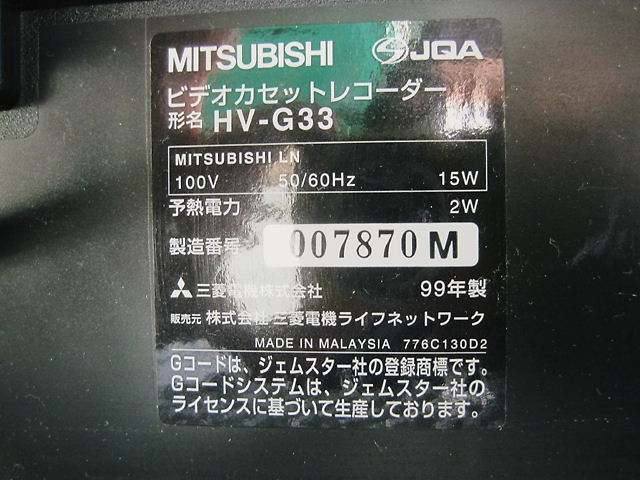 MITSUBISHI JQA
ビデオカセットレコーダー
形名 HV-G33
MITSUBISHI LN
100V 50/60Hz 15W
予熱電力 2W
製造番号 007870 M
三菱電機株式会社 99年製
販売元 株式会社 三菱電機ライフネットワーク
MADE IN MALAYSIA 776C130D2
Gコードは、ジェムスター社の登録商標です。
Gコードシステムは、ジェムスター社の
ライセンスに基づいて生産しております。